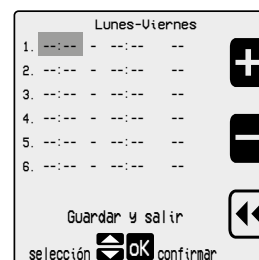 Lunes-Viernes
1. --:-- - --:-- --
2. --:-- - --:-- --
3. --:-- - --:-- --
4. --:-- - --:-- --
5. --:-- - --:-- --
6. --:-- - --:-- --
Guardar y salir
selección OK confirmar